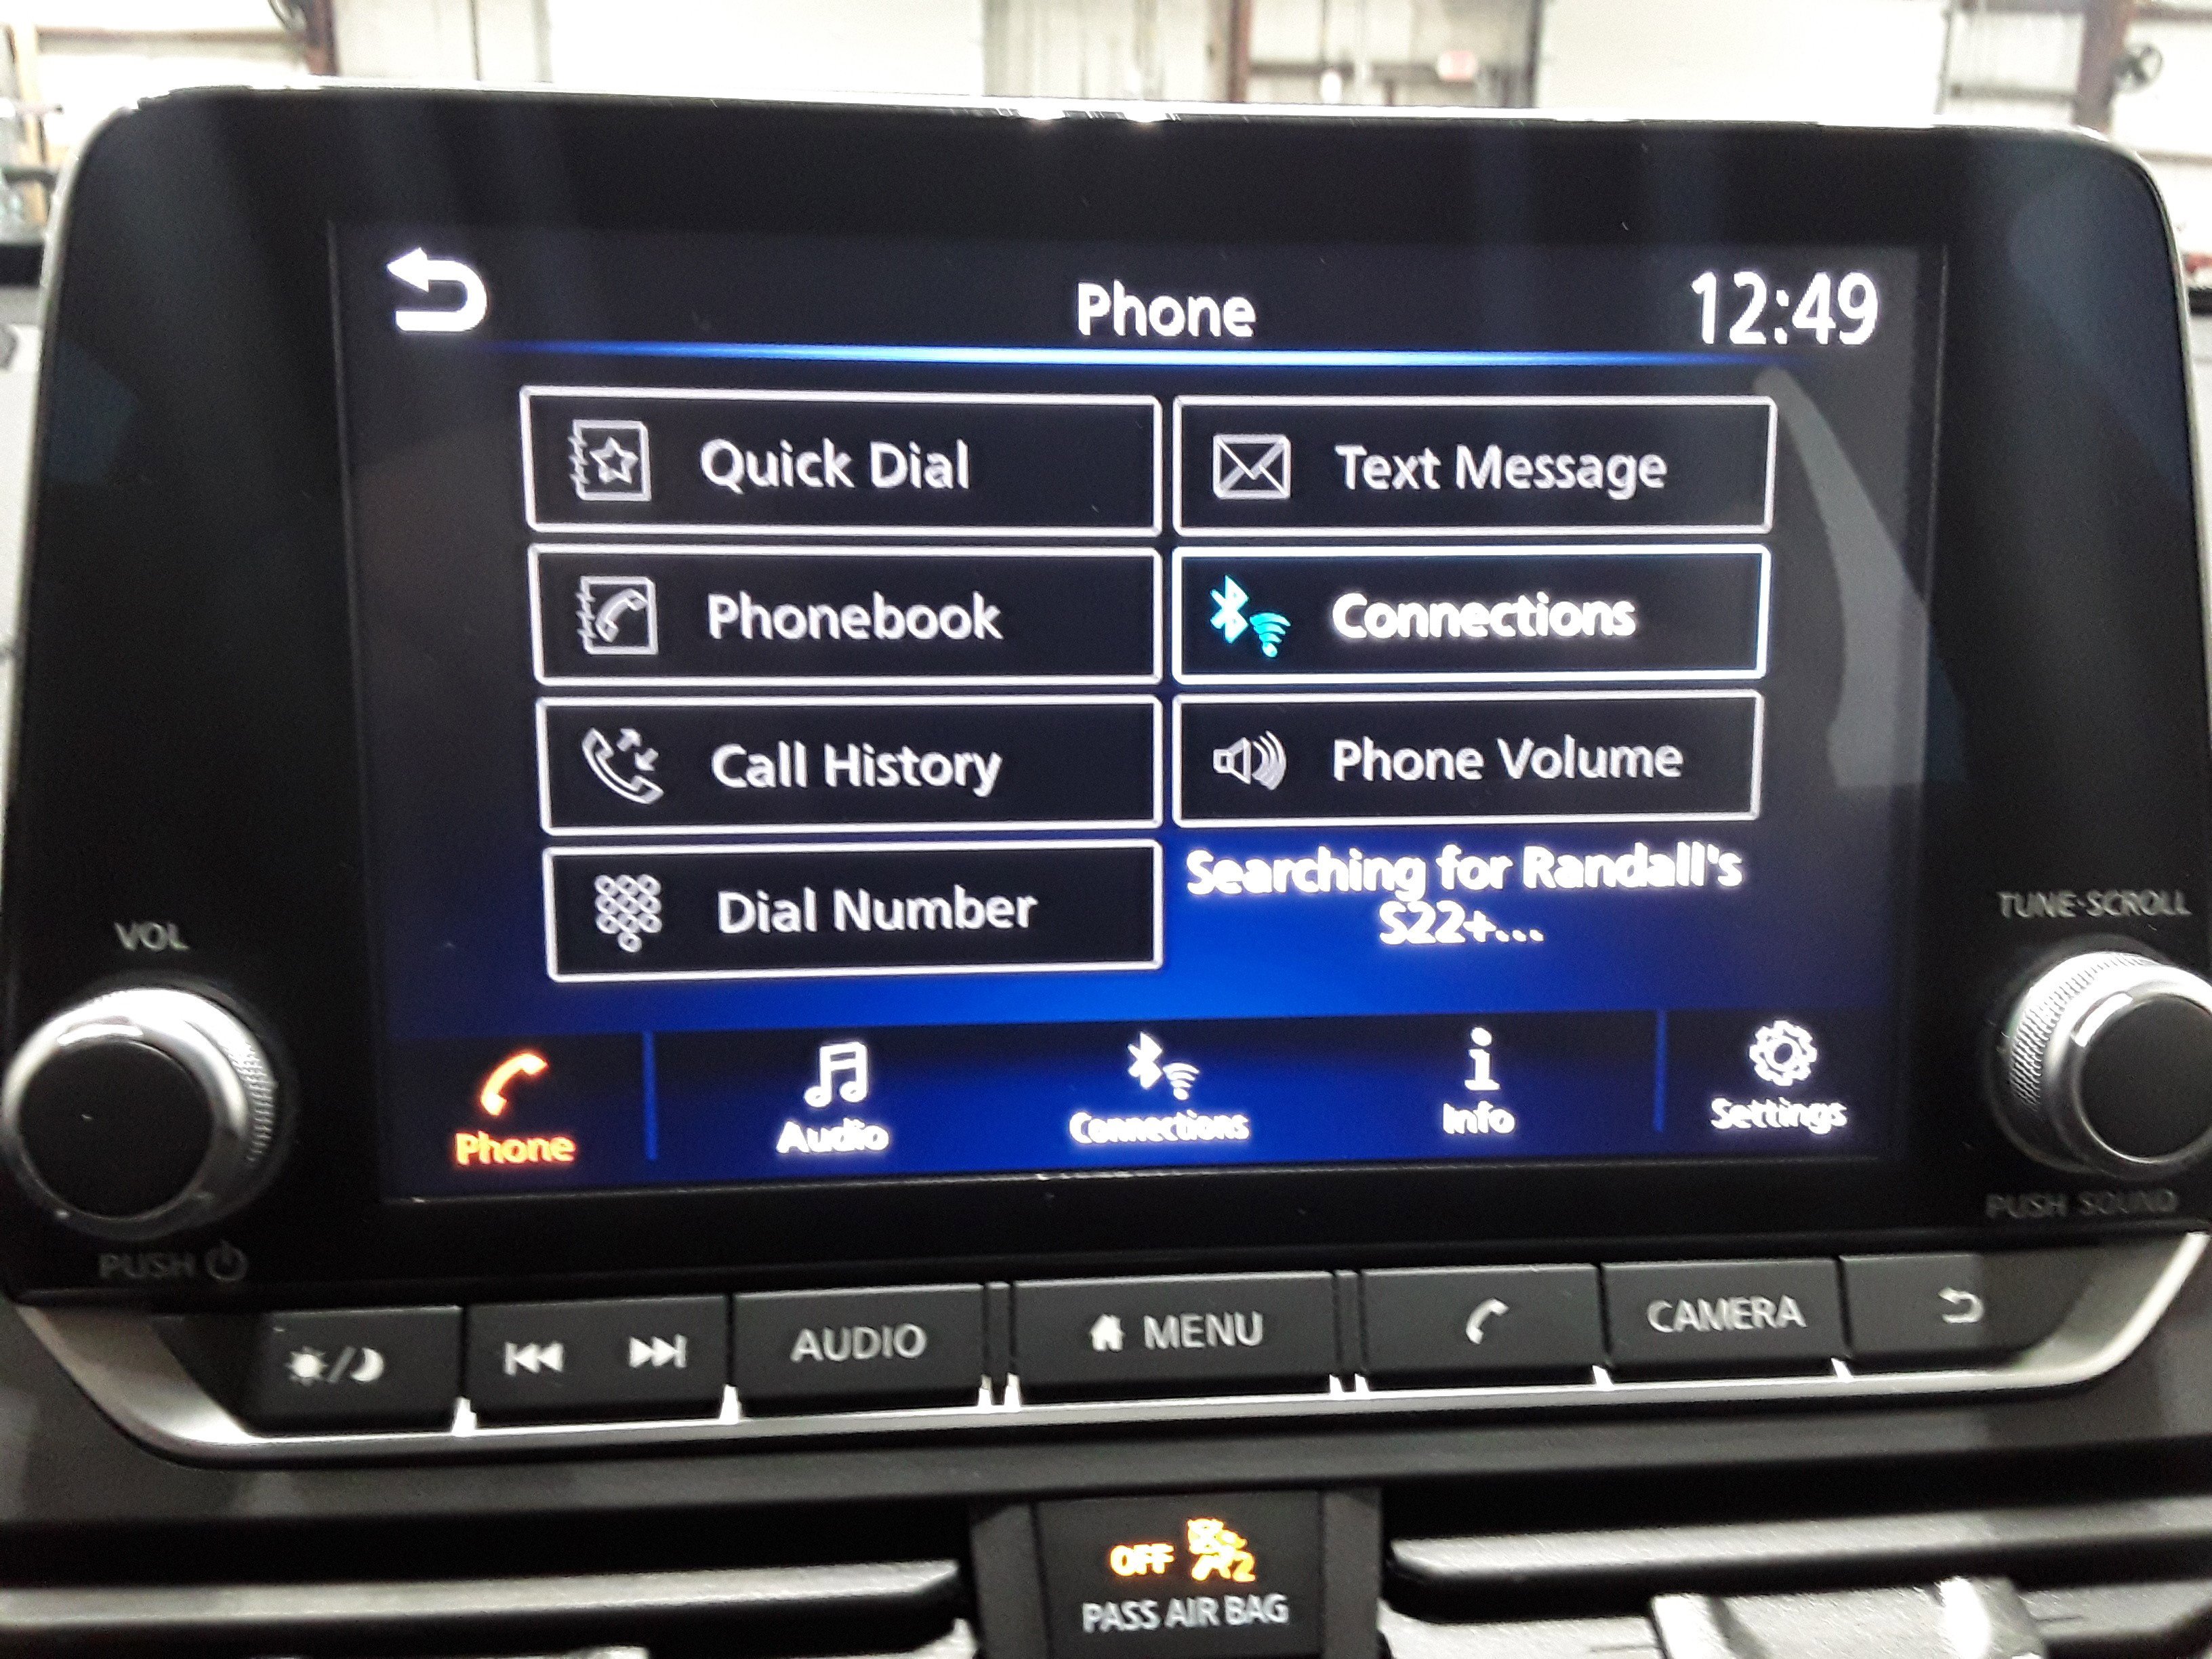 Phone
12:49
Quick Dial
Text Message
Phonebook
Connections
Call History
Phone Volume
Dial Number
Searching for Randall's
S22+...
Phone
Audio
Connections
Info
Settings
VOL
PUSH
TUNE·SCROLL
PUSH SOUND
AUDIO
MENU
CAMERA
OFF 2
PASS AIR BAG